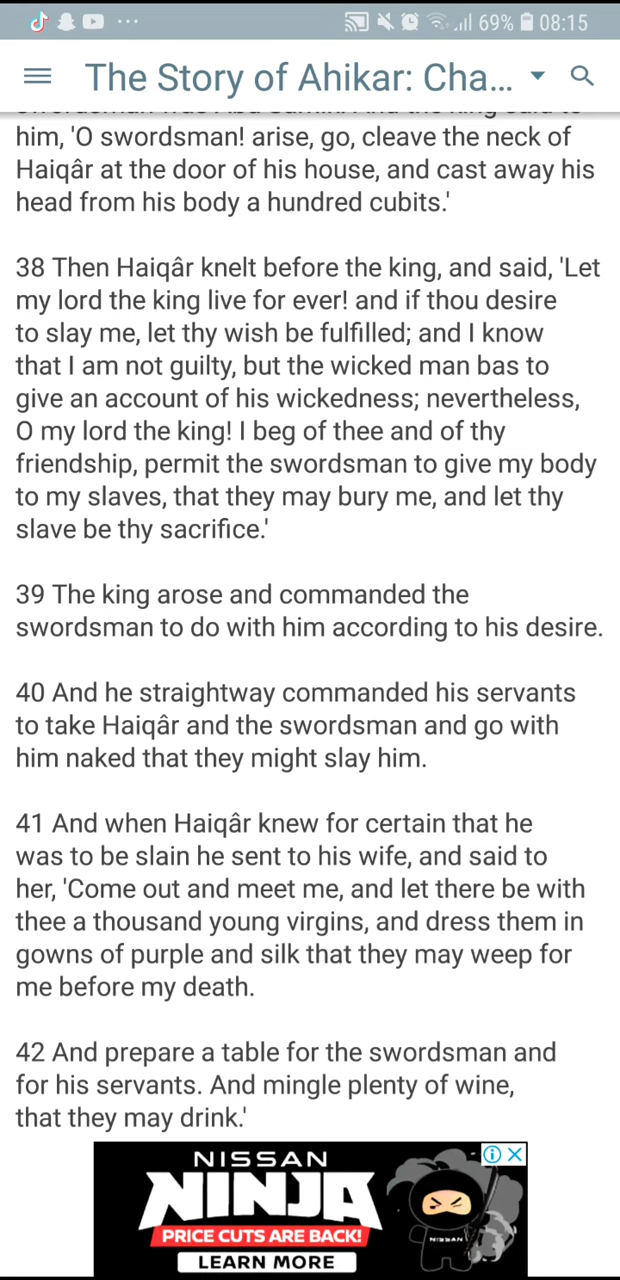 69% 08:15
The Story of Ahikar: Cha...
him, 'O swordsman! arise, go, cleave the neck of
Haiqâr at the door of his house, and cast away his
head from his body a hundred cubits.'
38 Then Haiqâr knelt before the king, and said, 'Let
my lord the king live for ever! and if thou desire
to slay me, let thy wish be fulfilled; and I know
that I am not guilty, but the wicked man bas to
give an account of his wickedness; nevertheless,
O my lord the king! I beg of thee and of thy
friendship, permit the swordsman to give my body
to my slaves, that they may bury me, and let thy
slave be thy sacrifice.'
39 The king arose and commanded the
swordsman to do with him according to his desire.
40 And he straightway commanded his servants
to take Haiqâr and the swordsman and go with
him naked that they might slay him.
41 And when Haiqâr knew for certain that he
was to be slain he sent to his wife, and said to
her, 'Come out and meet me, and let there be with
thee a thousand young virgins, and dress them in
gowns of purple and silk that they may weep for
me before my death.
42 And prepare a table for the swordsman and
for his servants. And mingle plenty of wine,
that they may drink.'
NISSAN
NINJA
PRICE CUTS ARE BACK!
LEARN MORE
NISSAN